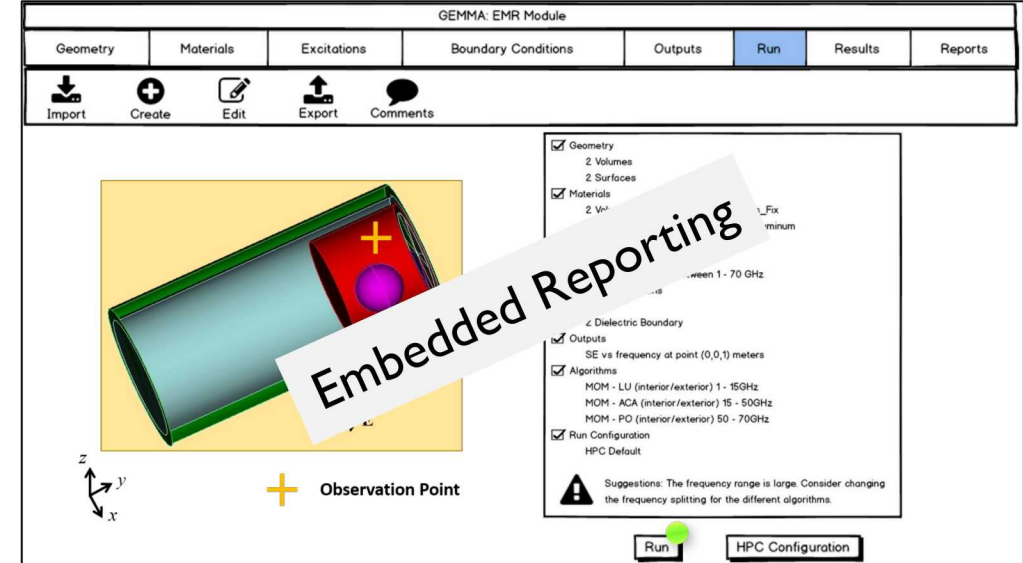 GEMMA: EMR Module
Geometry
Materials
Excitations
Boundary Conditions
Outputs
Run
Results
Reports
Import
Create
Edit
Export
Comments
Geometry
2 Volumes
2 Surfaces
Materials
2
_Fix
Embedded Reporting
1 - 70 GHz
2 Dielectric Boundary
Outputs
SE vs frequency at point (0,0,1) meters
Algorithms
MOM - LU (interior/exterior) 1 - 15GHz
MOM - ACA (interior/exterior) 15 - 50GHz
MOM - PO (interior/exterior) 50 - 70GHz
Run Configuration
HPC Default
Suggestions: The frequency range is large. Consider changing
the frequency splitting for the different algorithms.
z
y
x
Observation Point
Run
HPC Configuration